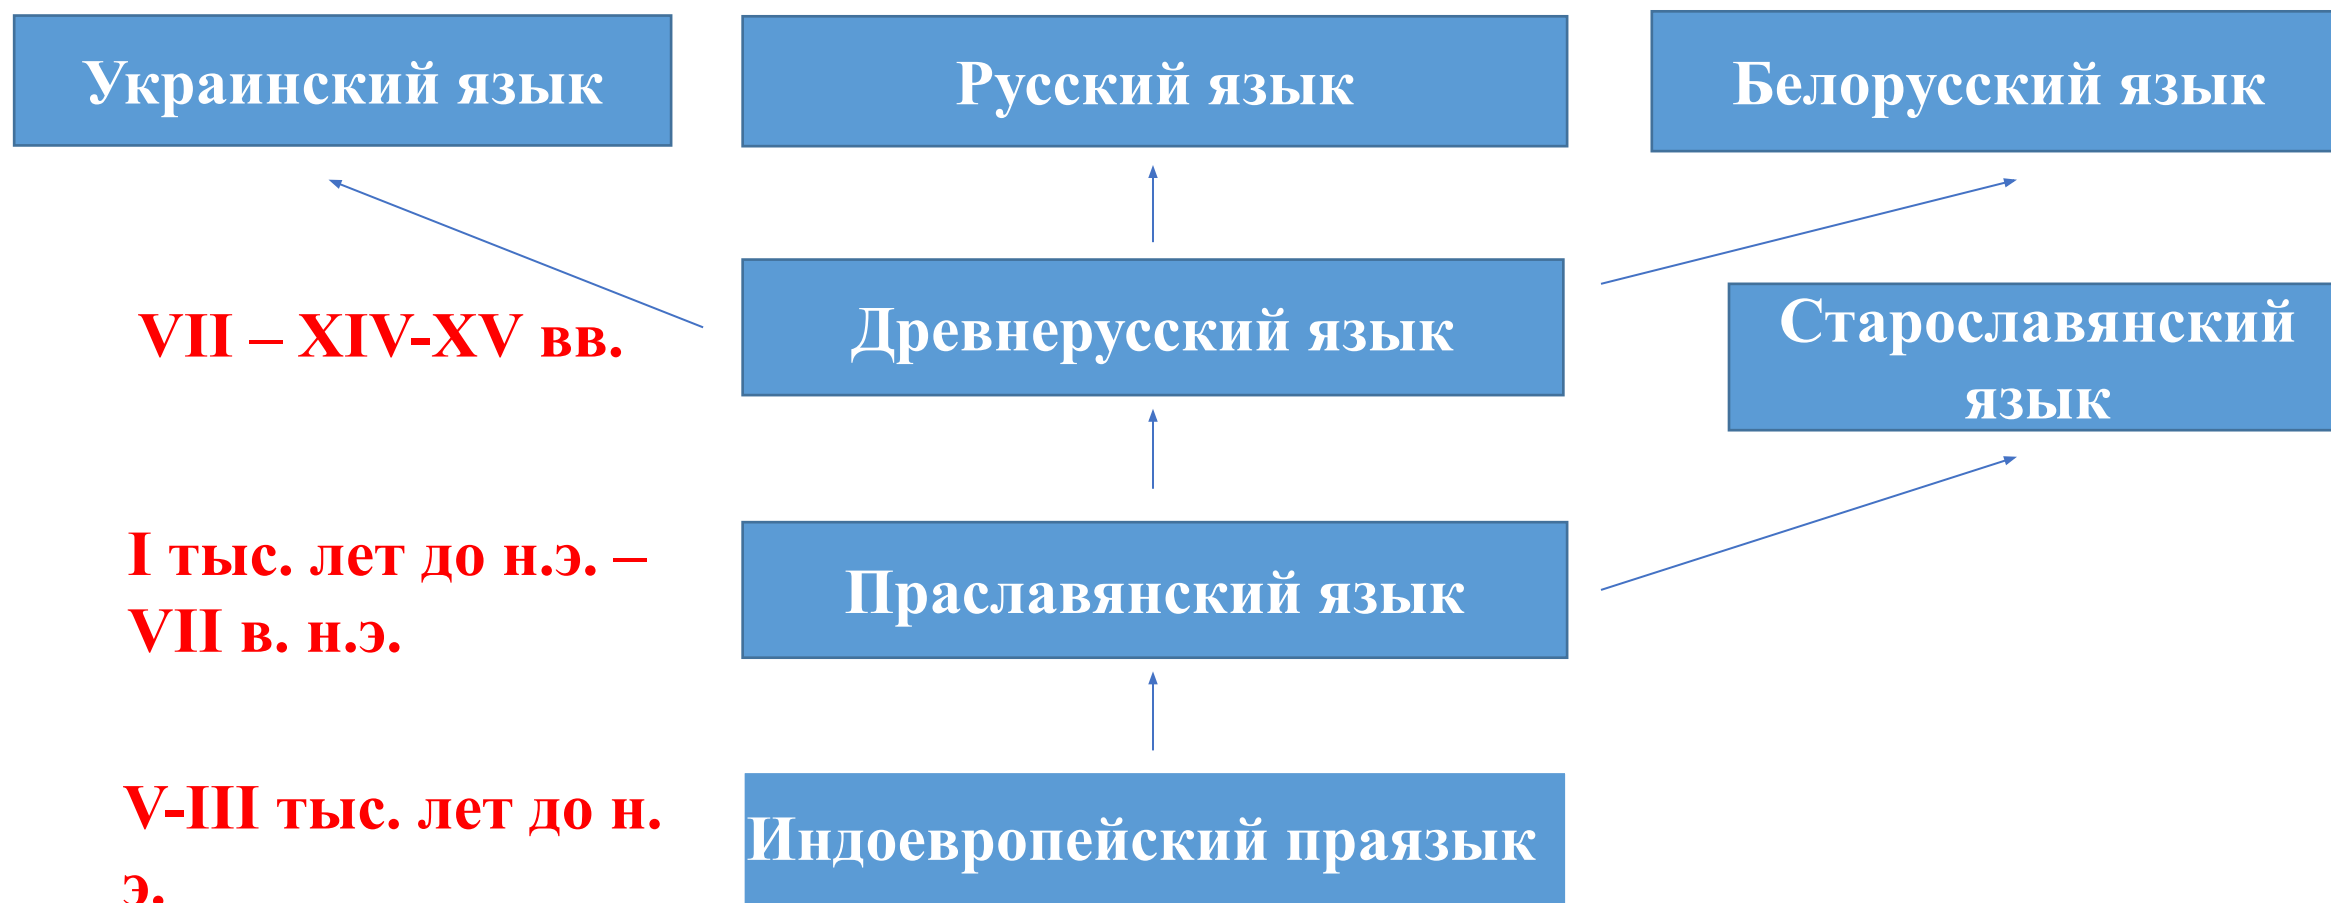 Украинский язык
Русский язык
Белорусский язык
VII – XIV-XV вв.
Древнерусский язык
Старославянский
язык
I тыс. лет до н.э. –
VII в. н.э.
Праславянский язык
V-III тыс. лет до н.
э.
Индоевропейский праязык